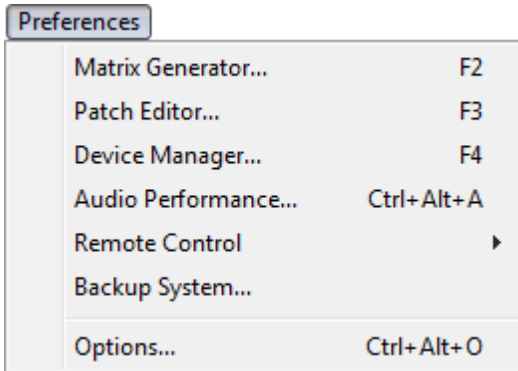 Preferences
Matrix Generator... F2
Patch Editor... F3
Device Manager... F4
Audio Performance... Ctrl+Alt+A
Remote Control
Backup System...
Options... Ctrl+Alt+O